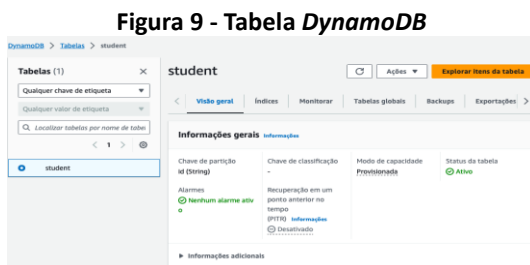 Figura 9 - Tabela DynamoDB
DynamoDB > Tabelas > student
Tabelas (1)
Qualquer chave de etiqueta
Qualquer valor de etiqueta
Localizar tabelas por nome de tabe
< 1 >
student
student
Ações
Explorar itens da tabela
Visão geral
Índices
Monitorar
Tabelas globais
Backups
Exportações
Informações gerais Informações
Chave de partição
id (String)
Chave de classificação
-
Modo de capacidade
Provisionada
Status da tabela
Ativo
Alarmes
Nenhum alarme ativ
o
Recuperação em um
ponto anterior no
tempo
(PITR) Informações
Desativado
Informações adicionais